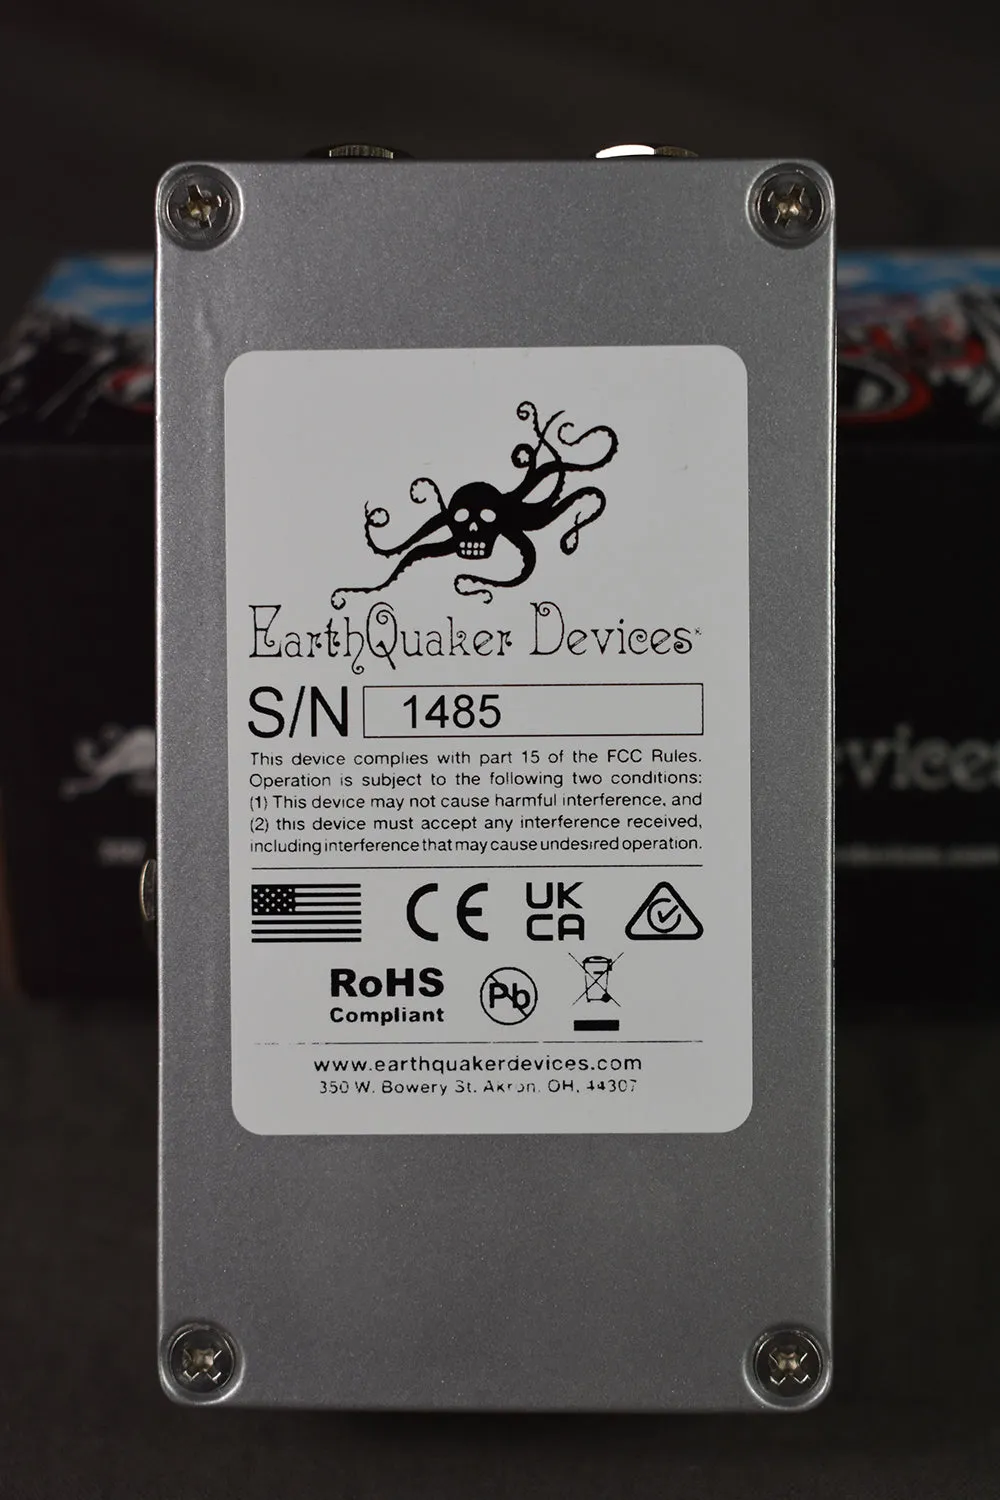 EarthQuaker Devices
S/N 1485
This device complies with part 15 of the FCC Rules.
Operation is subject to the following two conditions:
(1) This device may not cause harmful interference, and
(2) this device must accept any interference received,
including interference that may cause undesired operation.
CE UK
CA
RoHS
Compliant
Pb
www.earthquakerdevices.com
350 W. Bowery St. Akron, OH, 44307